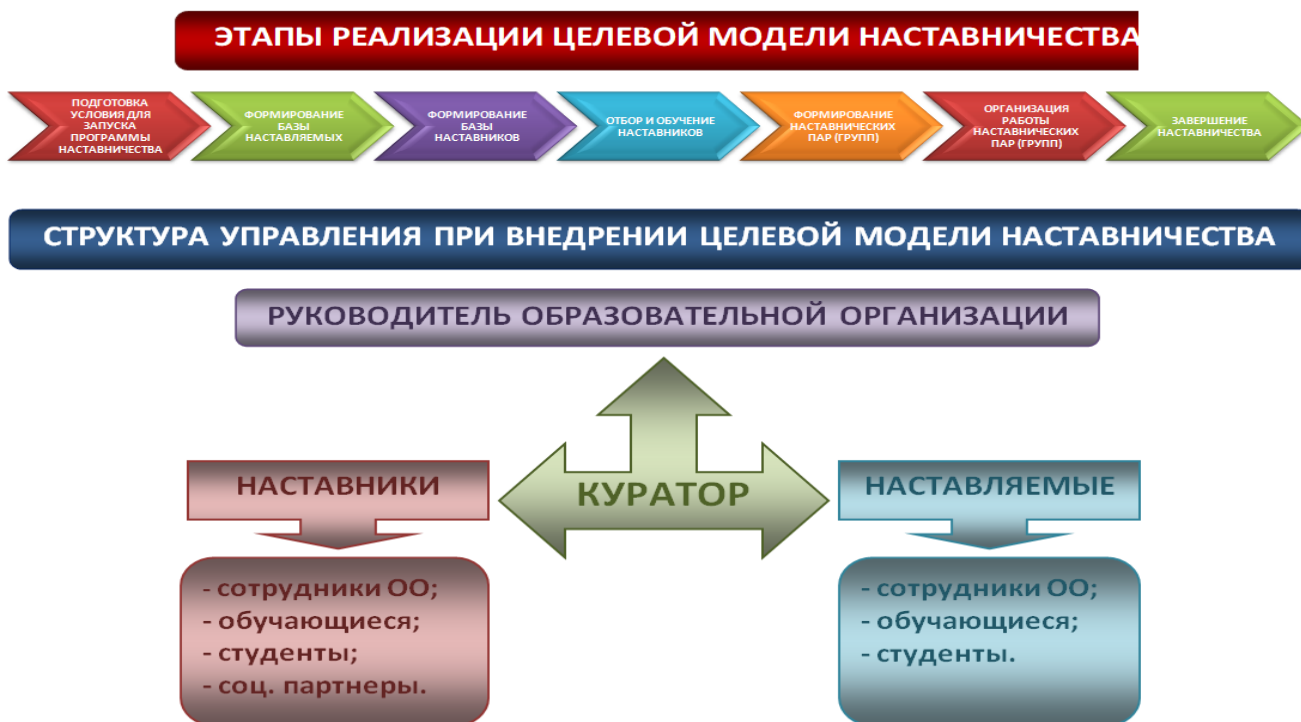 ЭТАПЫ РЕАЛИЗАЦИИ ЦЕЛЕВОЙ МОДЕЛИ НАСТАВНИЧЕСТВА
ПОДГОТОВКА
УСЛОВИЯ ДЛЯ
ЗАПУСКА
ПРОГРАММЫ
НАСТАВНИЧЕСТВА
ФОРМИРОВАНИЕ
БАЗЫ
НАСТАВЛЯЕМЫХ
ФОРМИРОВАНИЕ
БАЗЫ
НАСТАВНИКОВ
ОТБОР И ОБУЧЕНИЕ
НАСТАВНИКОВ
ФОРМИРОВАНИЕ
НАСТАВНИЧЕСКИХ
ПАР (ГРУПП)
ОРГАНИЗАЦИЯ
РАБОТЫ
НАСТАВНИЧЕСКИХ
ПАР (ГРУПП)
ЗАВЕРШЕНИЕ
НАСТАВНИЧЕСТВА
СТРУКТУРА УПРАВЛЕНИЯ ПРИ ВНЕДРЕНИИ ЦЕЛЕВОЙ МОДЕЛИ НАСТАВНИЧЕСТВА
РУКОВОДИТЕЛЬ ОБРАЗОВАТЕЛЬНОЙ ОРГАНИЗАЦИИ
КУРАТОР
НАСТАВНИКИ
- сотрудники ОО;
- обучающиеся;
- студенты;
- соц. партнеры.
НАСТАВЛЯЕМЫЕ
- сотрудники ОО;
- обучающиеся;
- студенты.